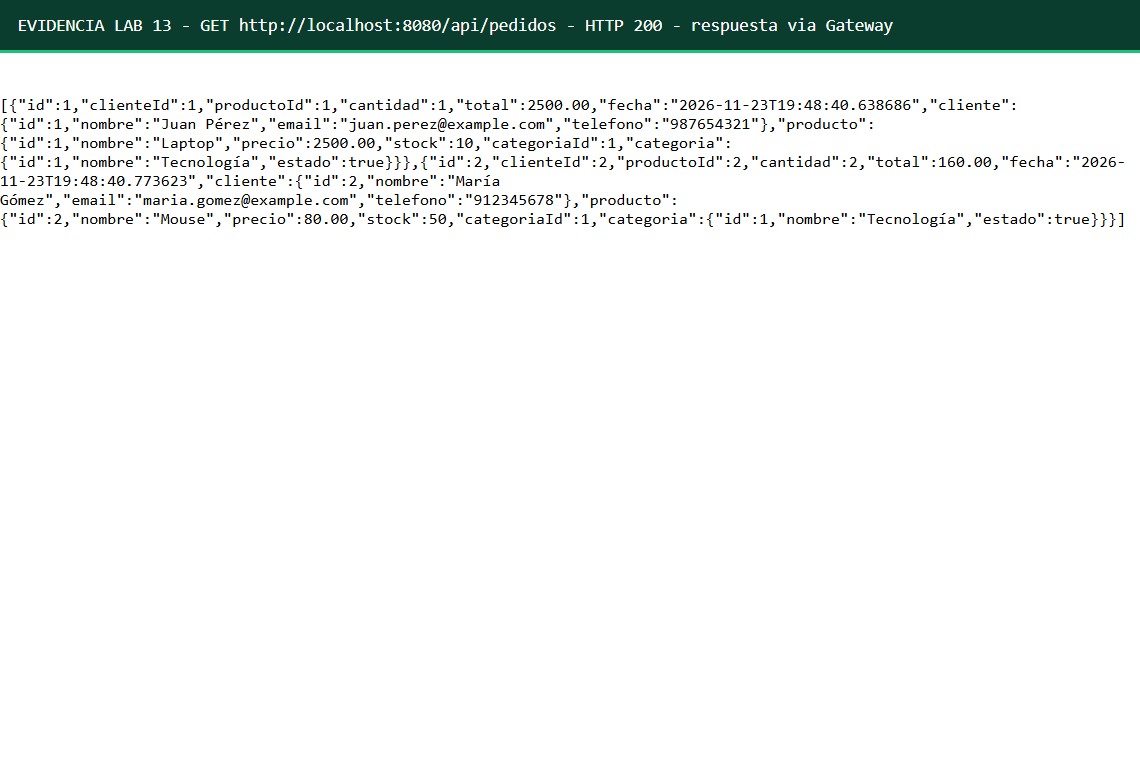 EVIDENCIA LAB 13 - GET http://localhost:8080/api/pedidos - HTTP 200 - respuesta via Gateway
[{"id":1,"clienteId":1,"productoId":1,"cantidad":1,"total":2500.00,"fecha":"2026-11-23T19:48:40.638686","cliente":
{"id":1,"nombre":"Juan Pérez","email":"juan.perez@example.com","telefono":"987654321"},"producto":
{"id":1,"nombre":"Laptop","precio":2500.00,"stock":10,"categoriaId":1,"categoria":
{"id":1,"nombre":"Tecnología","estado":true}}},{"id":2,"clienteId":2,"productoId":2,"cantidad":2,"total":160.00,"fecha":"2026-
11-23T19:48:40.773623","cliente":{"id":2,"nombre":"María
Gómez","email":"maria.gomez@example.com","telefono":"912345678"},"producto":
{"id":2,"nombre":"Mouse","precio":80.00,"stock":50,"categoriaId":1,"categoria":{"id":1,"nombre":"Tecnología","estado":true}}}]